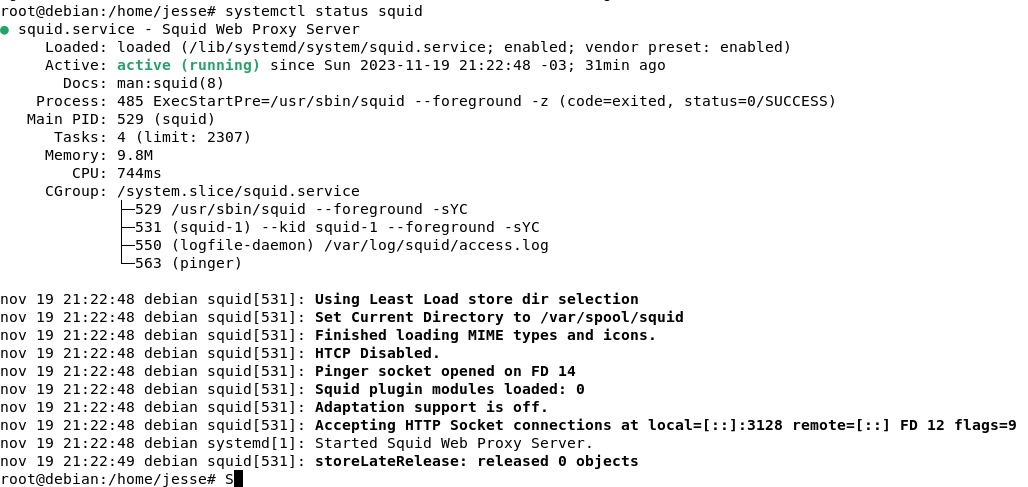 root@debian:/home/jesse# systemctl status squid
● squid.service - Squid Web Proxy Server
     Loaded: loaded (/lib/systemd/system/squid.service; enabled; vendor preset: enabled)
     Active: active (running) since Sun 2023-11-19 21:22:48 -03; 31min ago
       Docs: man:squid(8)
    Process: 485 ExecStartPre=/usr/sbin/squid --foreground -z (code=exited, status=0/SUCCESS)
   Main PID: 529 (squid)
      Tasks: 4 (limit: 2307)
     Memory: 9.8M
        CPU: 744ms
     CGroup: /system.slice/squid.service
             ├─529 /usr/sbin/squid --foreground -sYC
             ├─531 (squid-1) --kid squid-1 --foreground -sYC
             ├─550 (logfile-daemon) /var/log/squid/access.log
             └─563 (pinger)
nov 19 21:22:48 debian squid[531]: Using Least Load store dir selection
nov 19 21:22:48 debian squid[531]: Set Current Directory to /var/spool/squid
nov 19 21:22:48 debian squid[531]: Finished loading MIME types and icons.
nov 19 21:22:48 debian squid[531]: HTCP Disabled.
nov 19 21:22:48 debian squid[531]: Pinger socket opened on FD 14
nov 19 21:22:48 debian squid[531]: Squid plugin modules loaded: 0
nov 19 21:22:48 debian squid[531]: Adaptation support is off.
nov 19 21:22:48 debian squid[531]: Accepting HTTP Socket connections at local=[::]:3128 remote=[::] FD 12 flags=9
nov 19 21:22:48 debian systemd[1]: Started Squid Web Proxy Server.
nov 19 21:22:49 debian squid[531]: storeLateRelease: released 0 objects
root@debian:/home/jesse# S